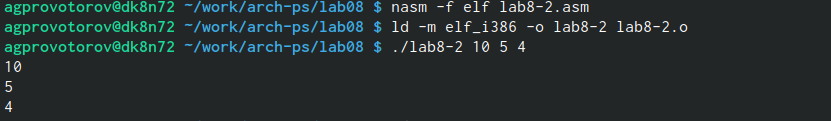 agprovotorov@dk8n72 ~/work/arch-ps/lab08 $ nasm -f elf lab8-2.asm
agprovotorov@dk8n72 ~/work/arch-ps/lab08 $ ld -m elf_i386 -o lab8-2 lab8-2.o
agprovotorov@dk8n72 ~/work/arch-ps/lab08 $ ./lab8-2 10 5 4
10
5
4